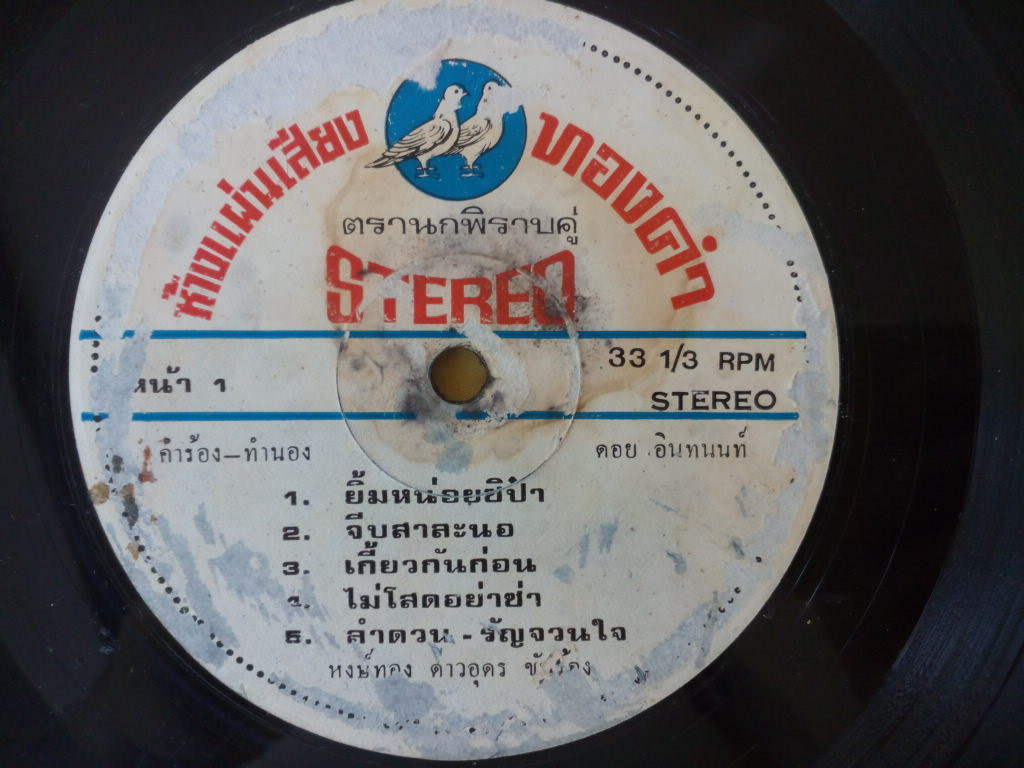 ห้างแผ่นเสียง ทองคำ
ตรานกพิราบคู่
STEREO
33 1/3 RPM
หน้า 1
STEREO
คำร้อง-ทำนอง ดอย อินทนนท์
1. ยิ้มหน่อยซิป้า
2. จีบสาละนอ
3. เกี้ยวกันก่อน
4. ไม่โสดอย่าซ่า
5. ลำดวน - รัญจวนใจ
หงษ์ทอง ดาวอุดร ขับร้อง